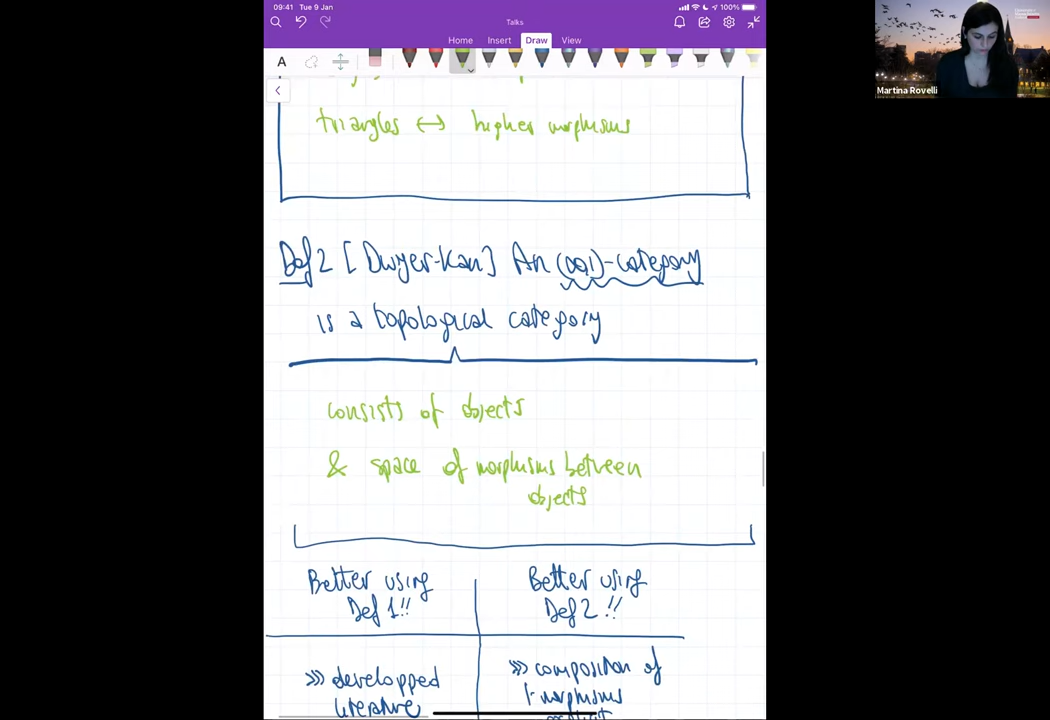 09:41 Tue 9 Jan
100%
Talks
Home Insert Draw View
A
Martina Rovelli
triangles ↔ higher morphisms
Def 2 [Dwyer-Kan] An (∞,1)-category
is a topological category
consists of objects
& space of morphisms between
objects
Better using
Def 1!!
Better using
Def 2 !!
>>> developped
literature
>>> composition of
1-morphisms